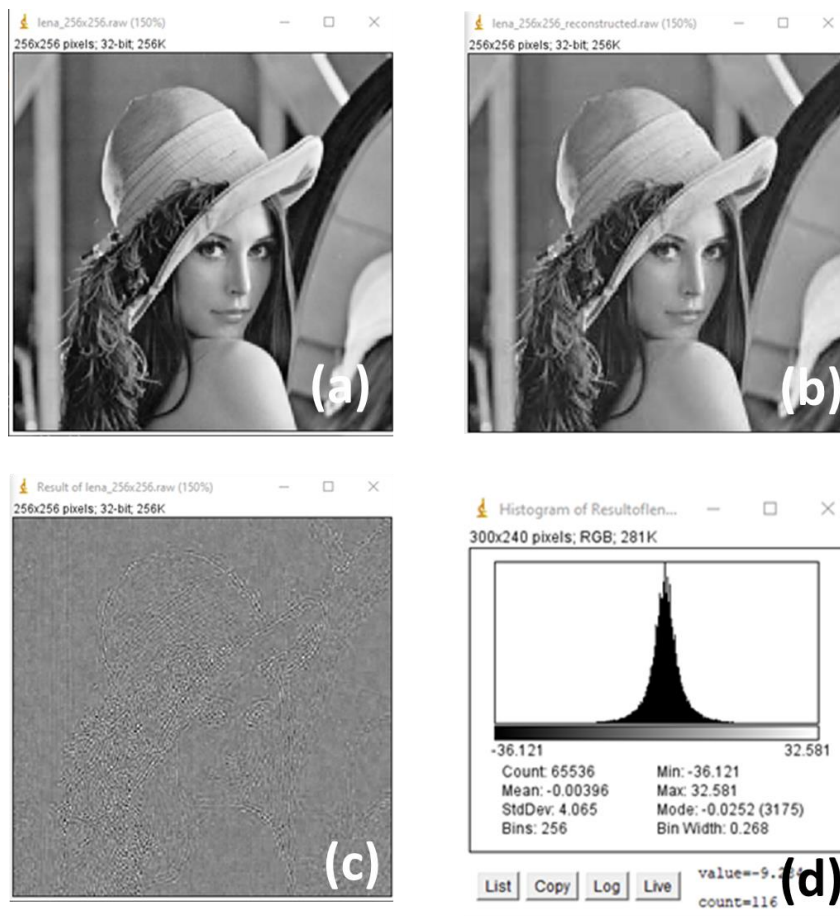 lena_256x256.raw (150%)
256x256 pixels; 32-bit; 256K
(a)
lena_256x256_reconstructed.raw (150%)
256x256 pixels; 32-bit; 256K
(b)
Result of lena_256x256.raw (150%)
256x256 pixels; 32-bit; 256K
(c)
Histogram of Resultoflen...
300x240 pixels; RGB; 281K
-36.121 32.581
Count: 65536 Min: -36.121
Mean: -0.00396 Max: 32.581
StdDev: 4.065 Mode: -0.0252 (3175)
Bins: 256 Bin Width: 0.268
List Copy Log Live
count=116
(d)